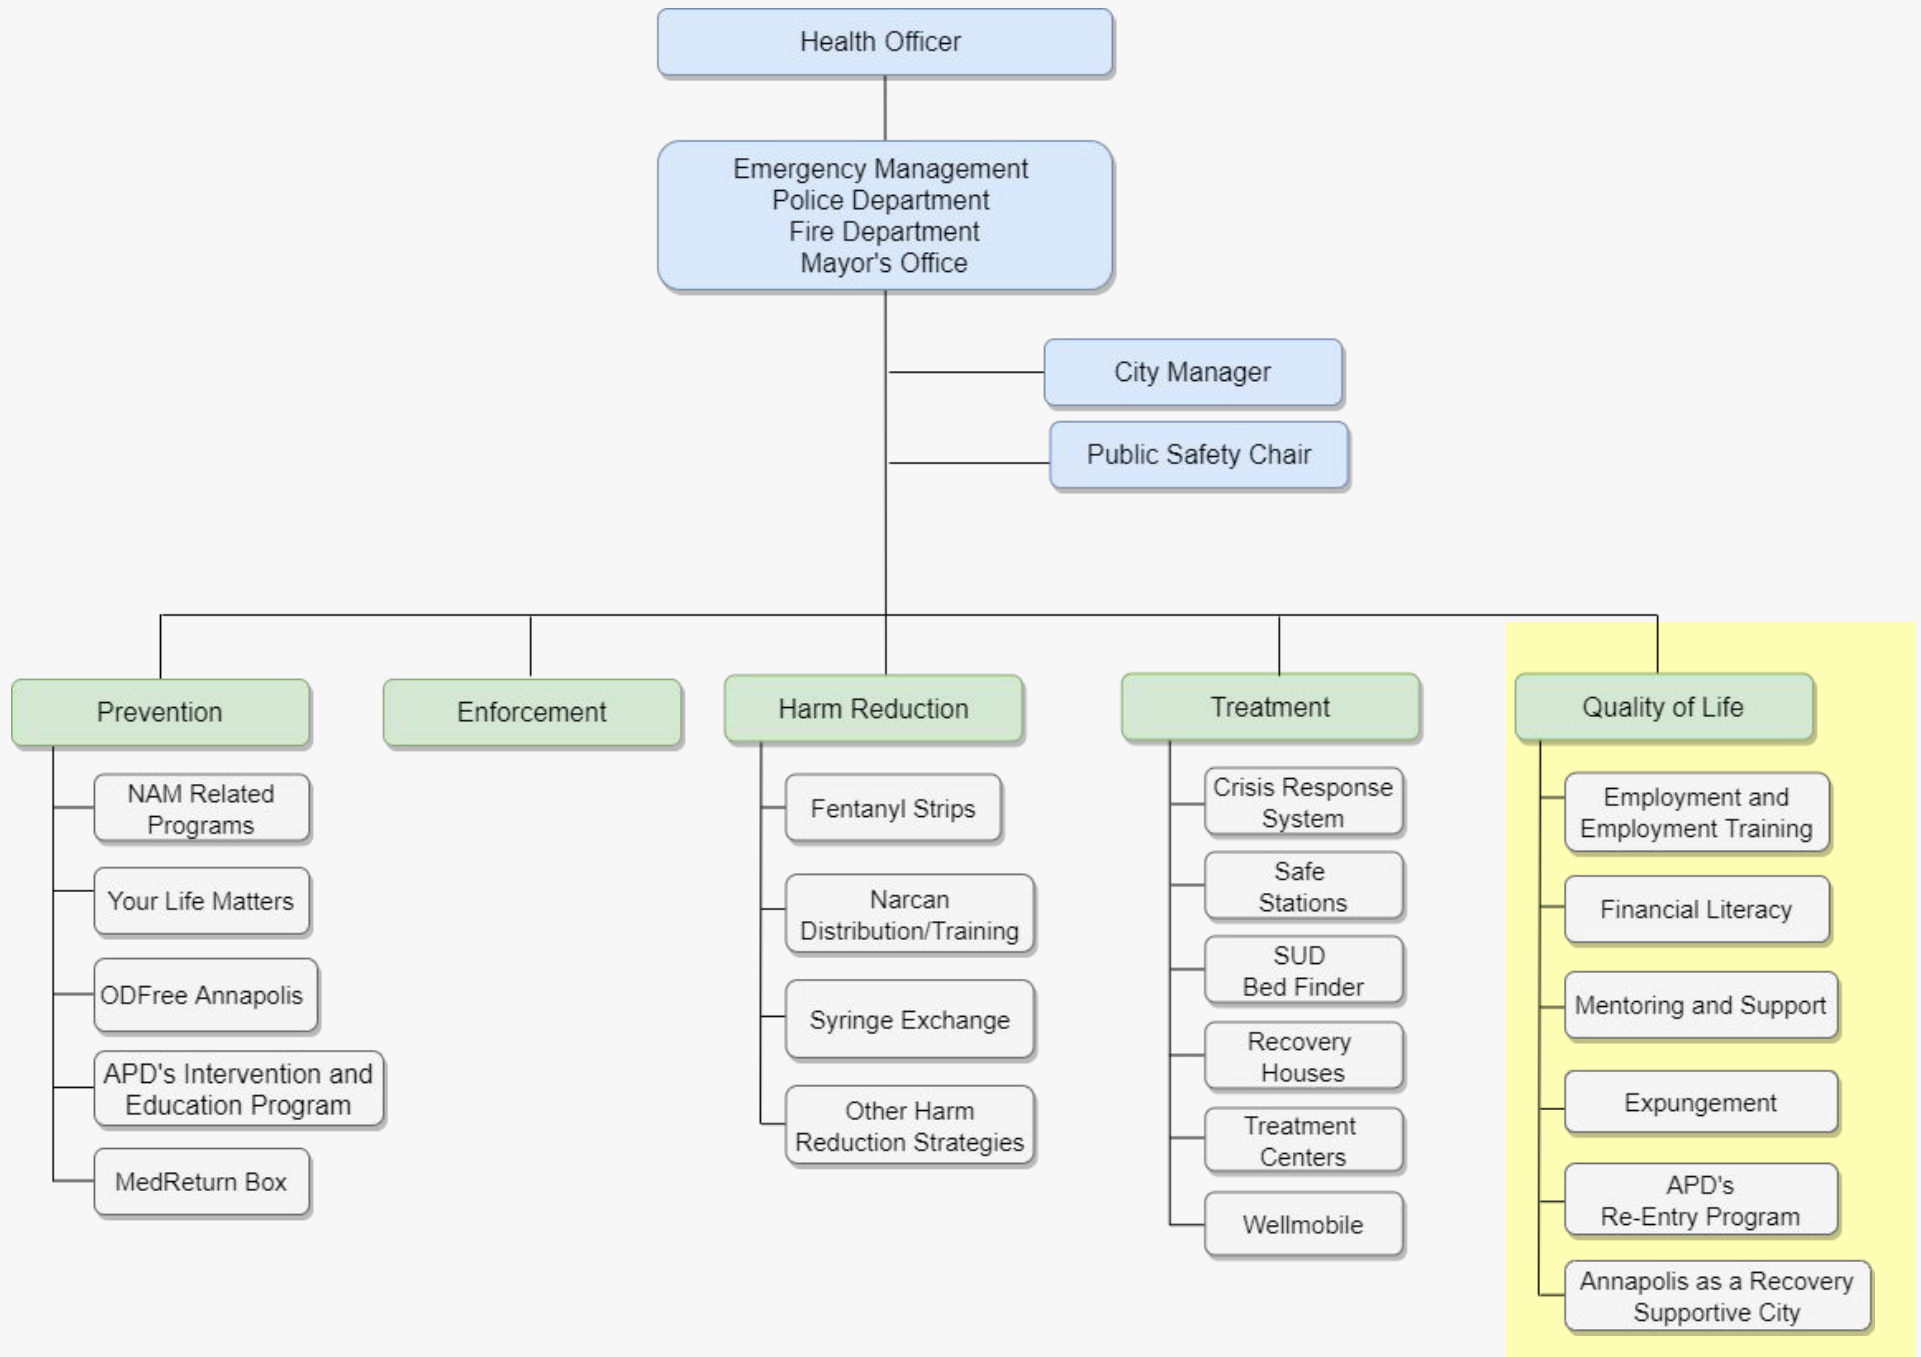 Health Officer
Emergency Management
Police Department
Fire Department
Mayor's Office
City Manager
Public Safety Chair
Prevention
NAM Related
Programs
Your Life Matters
ODFree Annapolis
APD's Intervention and
Education Program
MedReturn Box
Enforcement
Harm Reduction
Fentanyl Strips
Narcan
Distribution/Training
Syringe Exchange
Other Harm
Reduction Strategies
Treatment
Crisis Response
System
Safe
Stations
SUD
Bed Finder
Recovery
Houses
Treatment
Centers
Wellmobile
Quality of Life
Employment and
Employment Training
Financial Literacy
Mentoring and Support
Expungement
APD's
Re-Entry Program
Annapolis as a Recovery
Supportive City